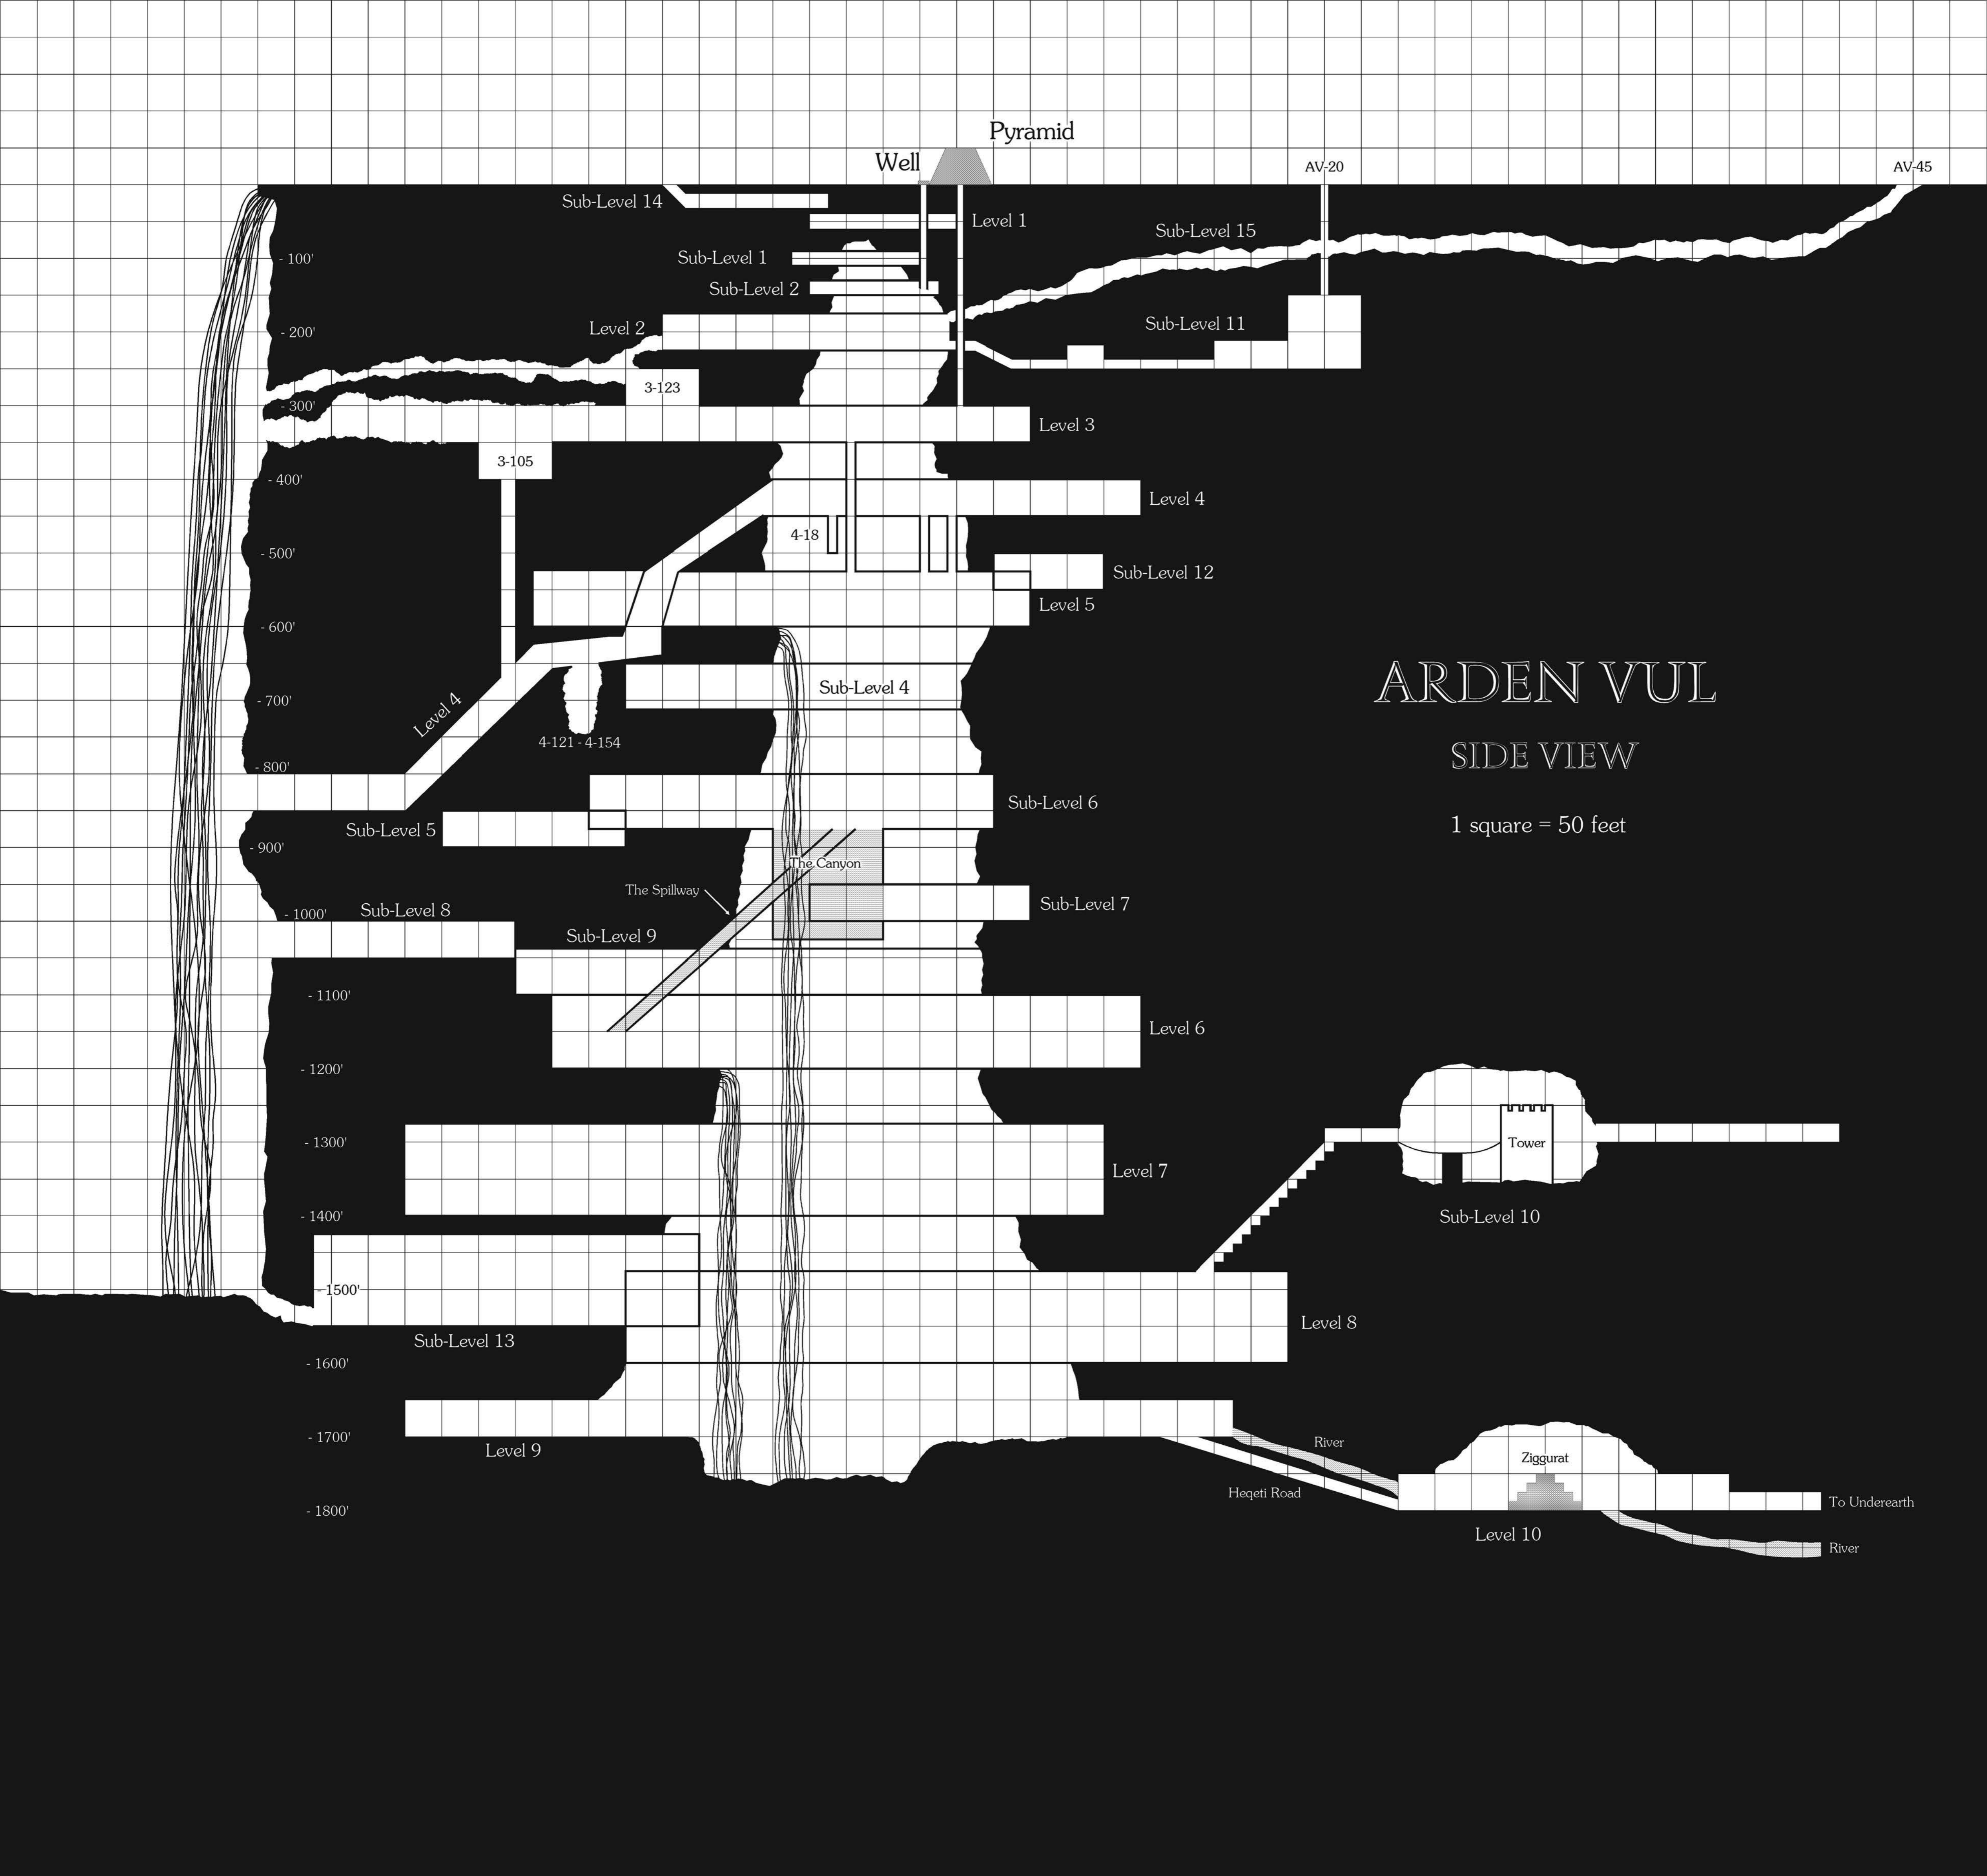 Pyramid
Well
AV-20
AV-45
Sub-Level 14
Level 1
Sub-Level 15
Sub-Level 1
- 100'
Sub-Level 2
Sub-Level 11
Level 2
- 200'
3-123
- 300'
Level 3
3-105
- 400'
Level 4
4-18
- 500'
Sub-Level 12
Level 5
- 600'
ARDEN VUL
Sub-Level 4
- 700'
Level 4
4-121 - 4-154
SIDE VIEW
- 800'
Sub-Level 6
1 square = 50 feet
Sub-Level 5
- 900'
The Canyon
The Spillway
Sub-Level 7
Sub-Level 8
- 1000'
Sub-Level 9
- 1100'
Level 6
- 1200'
- 1300'
Tower
Level 7
- 1400'
Sub-Level 10
- 1500'
Level 8
Sub-Level 13
- 1600'
- 1700'
River
Level 9
Ziggurat
Heqeti Road
To Underearth
- 1800'
Level 10
River